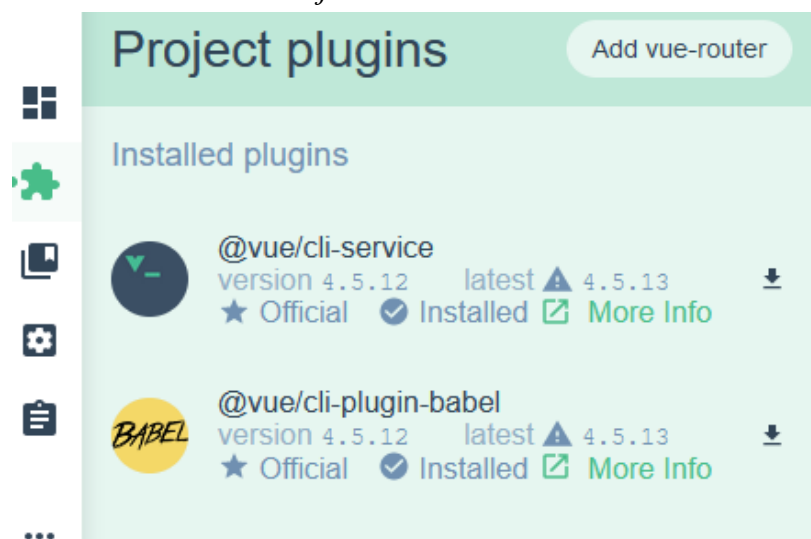 Project plugins
Add vue-router
Installed plugins
@vue/cli-service
version 4.5.12 latest 4.5.13
Official Installed More Info
BABEL
@vue/cli-plugin-babel
version 4.5.12 latest 4.5.13
Official Installed More Info